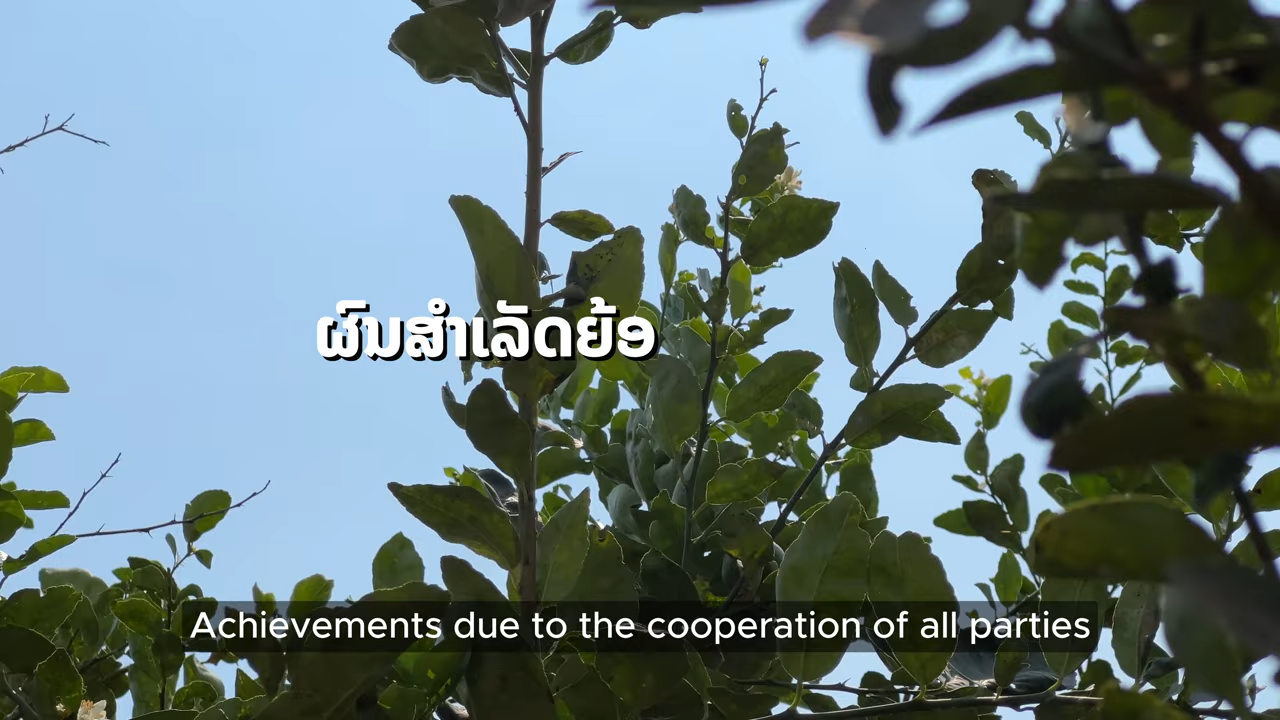 ຜົນສຳເລັດຍ້ອ
Achievements due to the cooperation of all parties